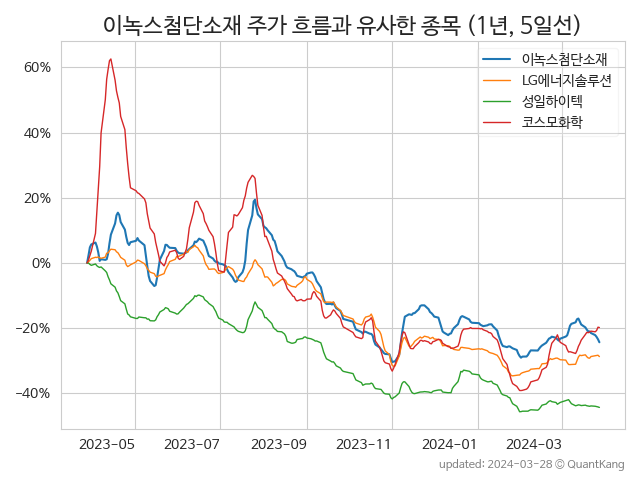 이녹스첨단소재 주가 흐름과 유사한 종목 (1년, 5일선)
이녹스첨단소재
LG에너지솔루션
성일하이텍
코스모화학
60%
40%
20%
0%
−20%
−40%
2023-05 2023-07 2023-09 2023-11 2024-01 2024-03
updated: 2024-03-28 ⓒ QuantKang